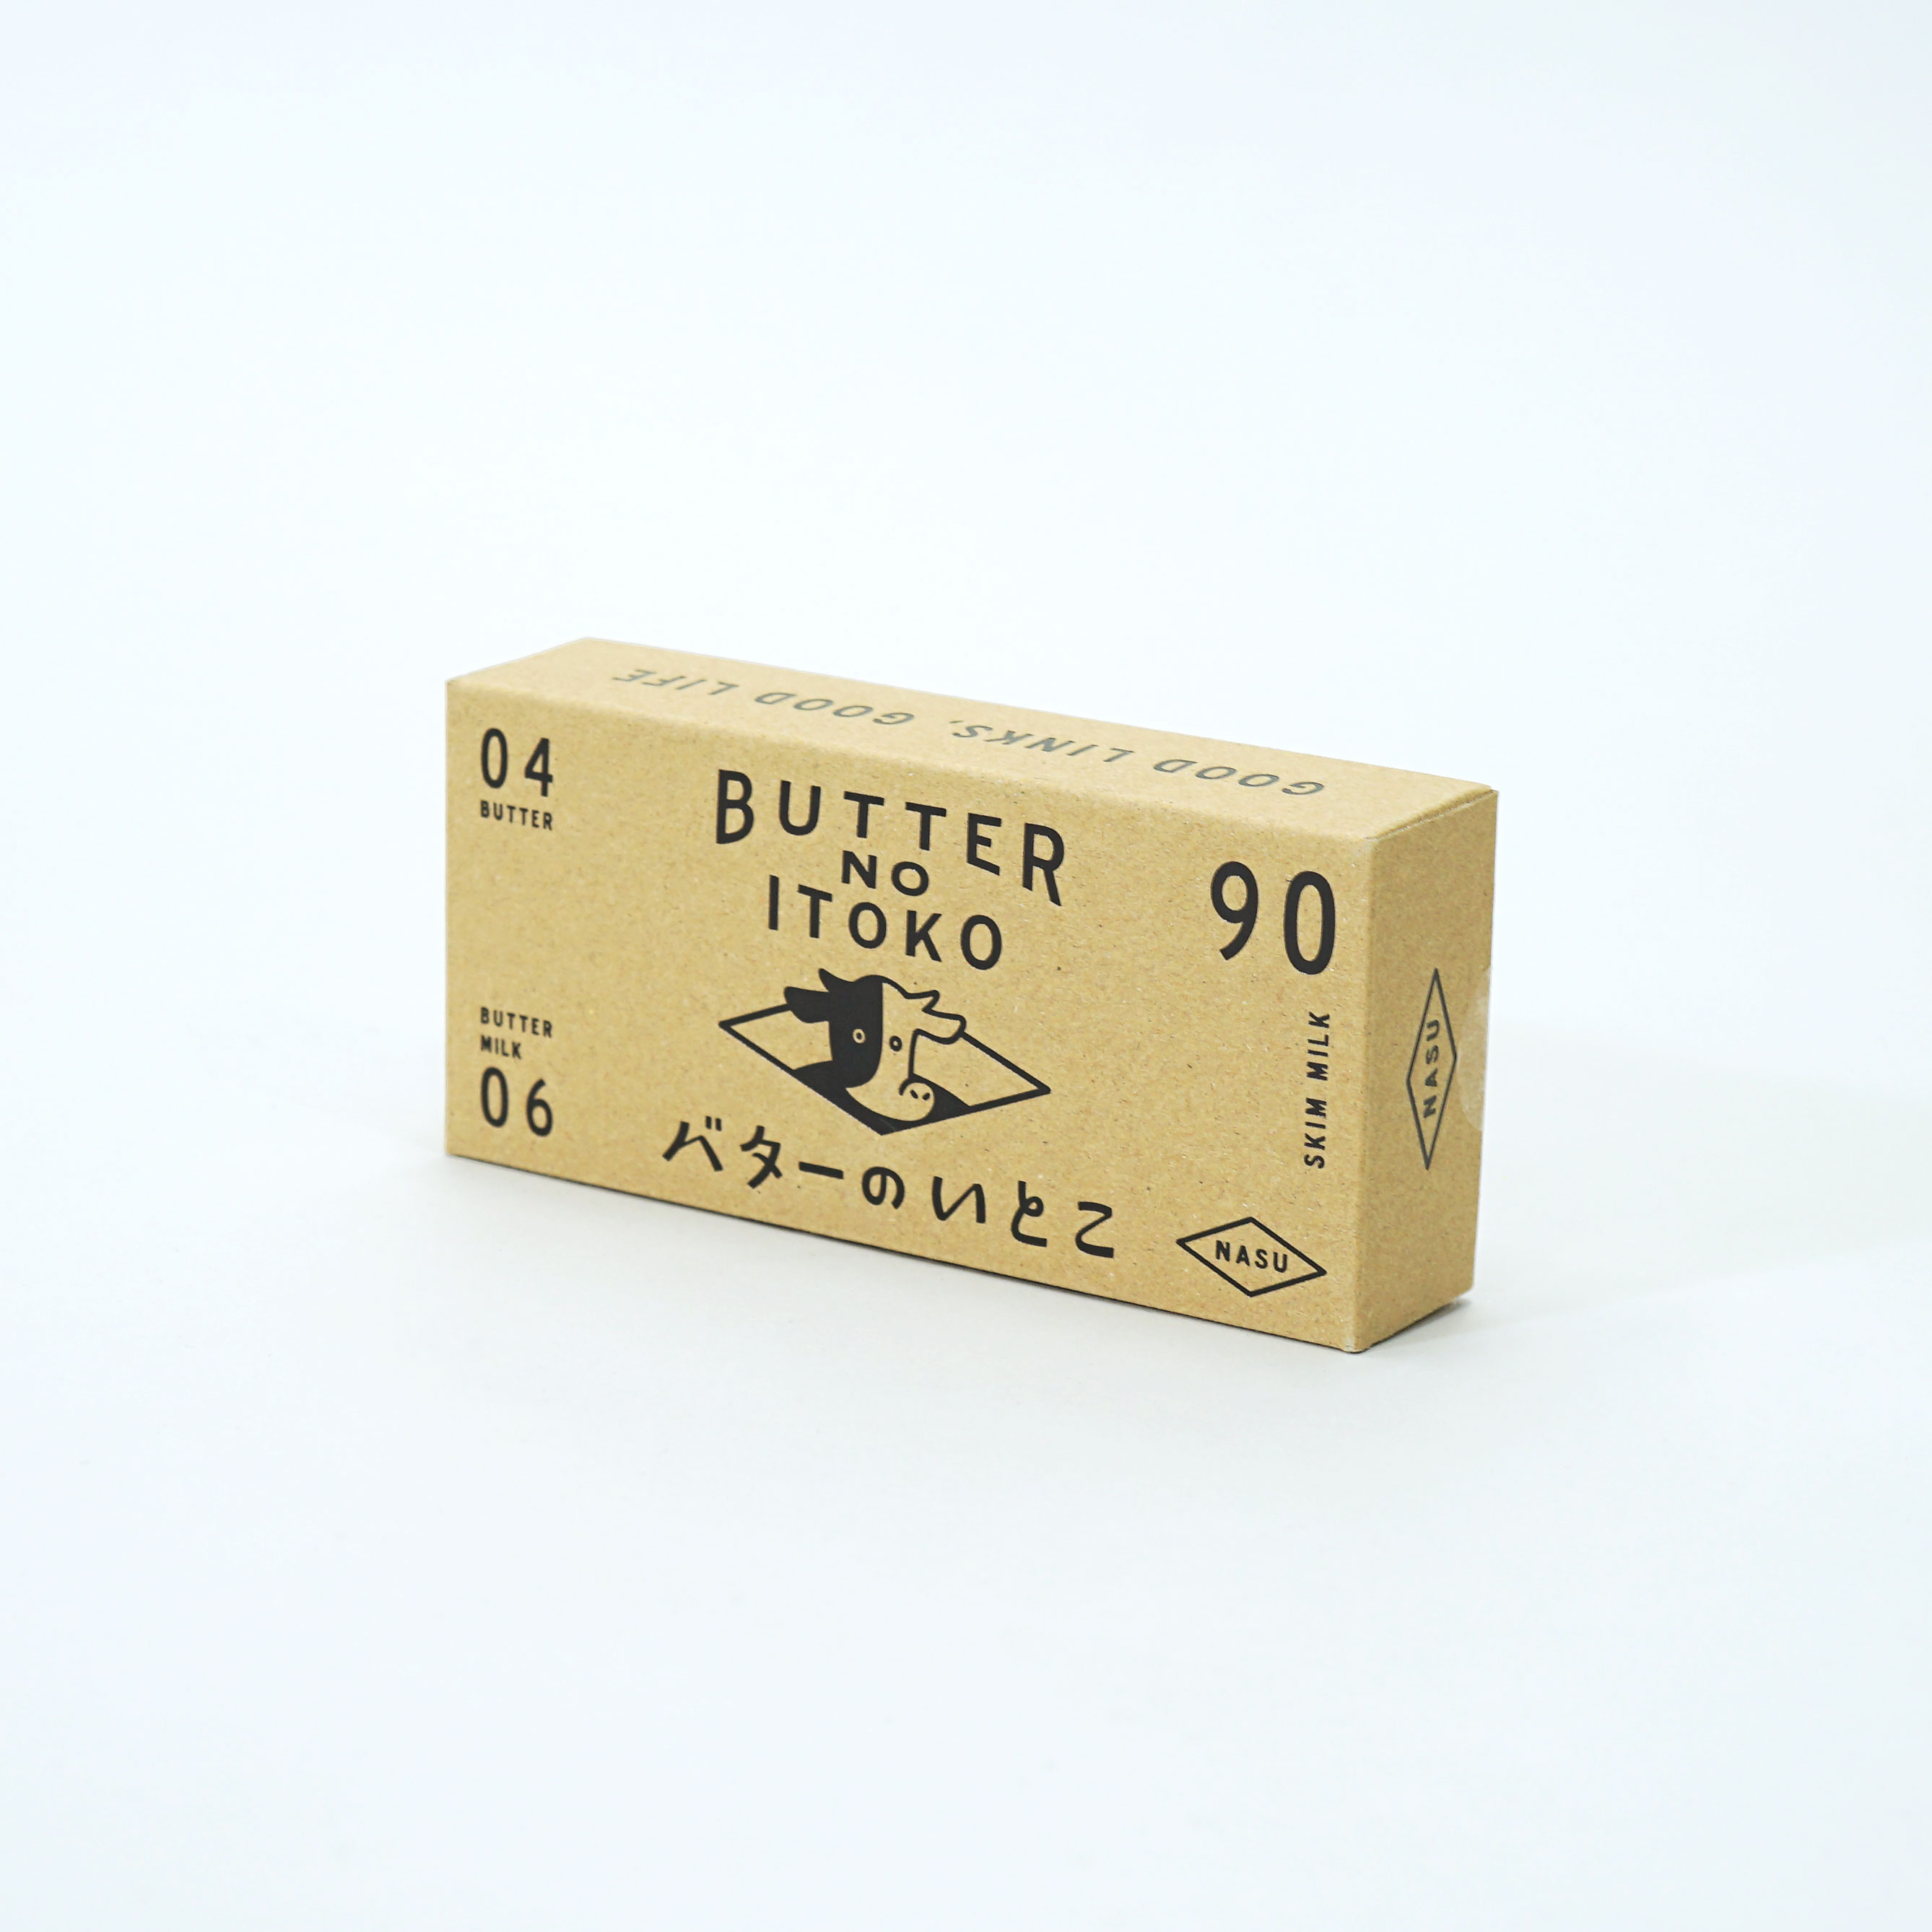 GOOD LINKS, GOOD LIFE
04
BUTTER
BUTTER
NO
ITOKO
90
SKIM MILK
BUTTER
MILK
06
バターのいとこ
NASU
NASU